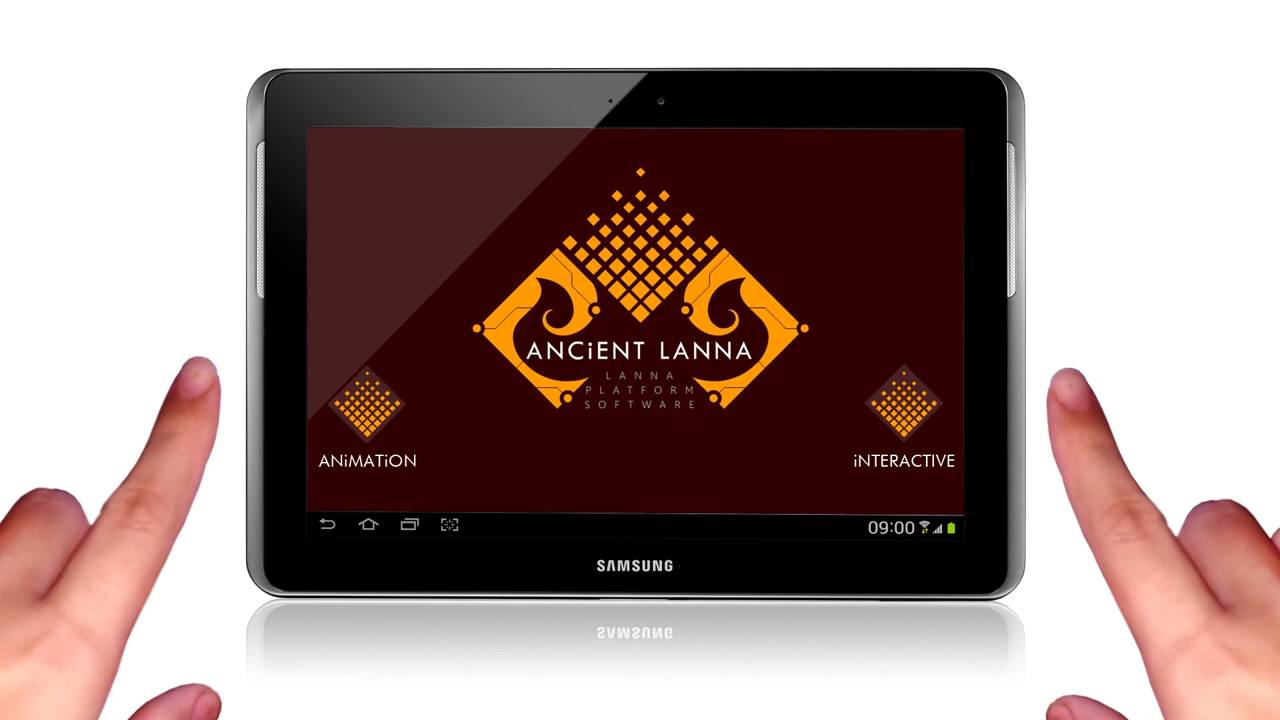 ANCiENT LANNA
LANNA
PLATFORM
SOFTWARE
ANiMATiON
iNTERACTIVE
09:00
SAMSUNG
SAMSUNG